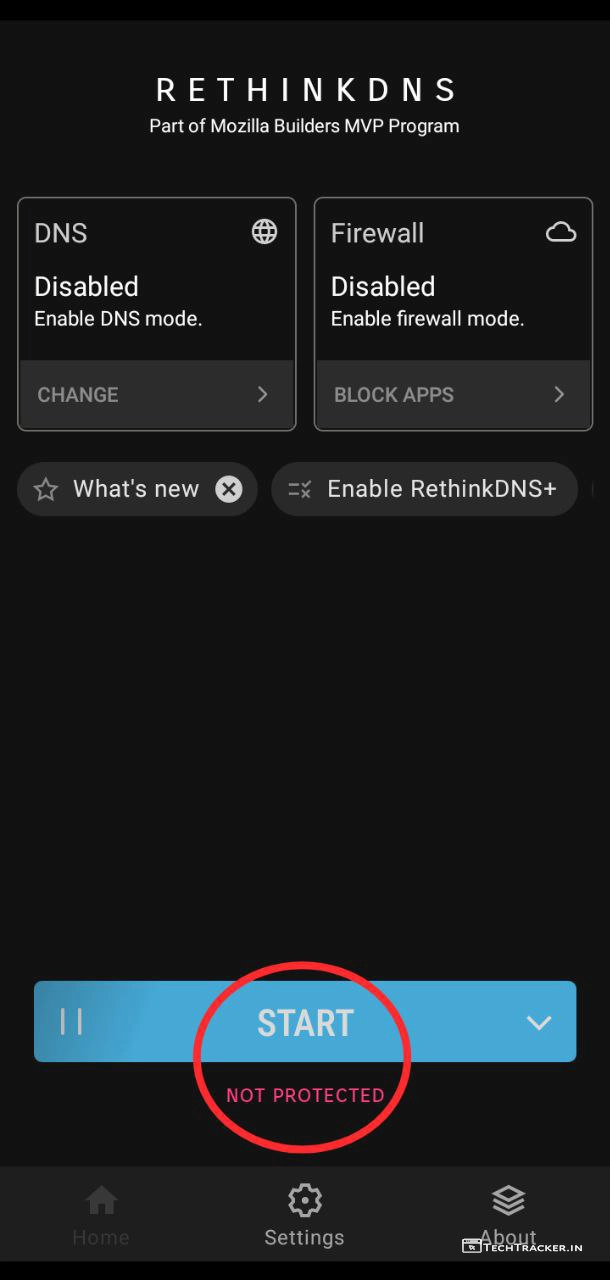 RETHINKDNS
Part of Mozilla Builders MVP Program
DNS
Disabled
Enable DNS mode.
CHANGE
Firewall
Disabled
Enable firewall mode.
BLOCK APPS
What's new
Enable RethinkDNS+
START
NOT PROTECTED
Home
Settings
About
TECHTRACKER.IN